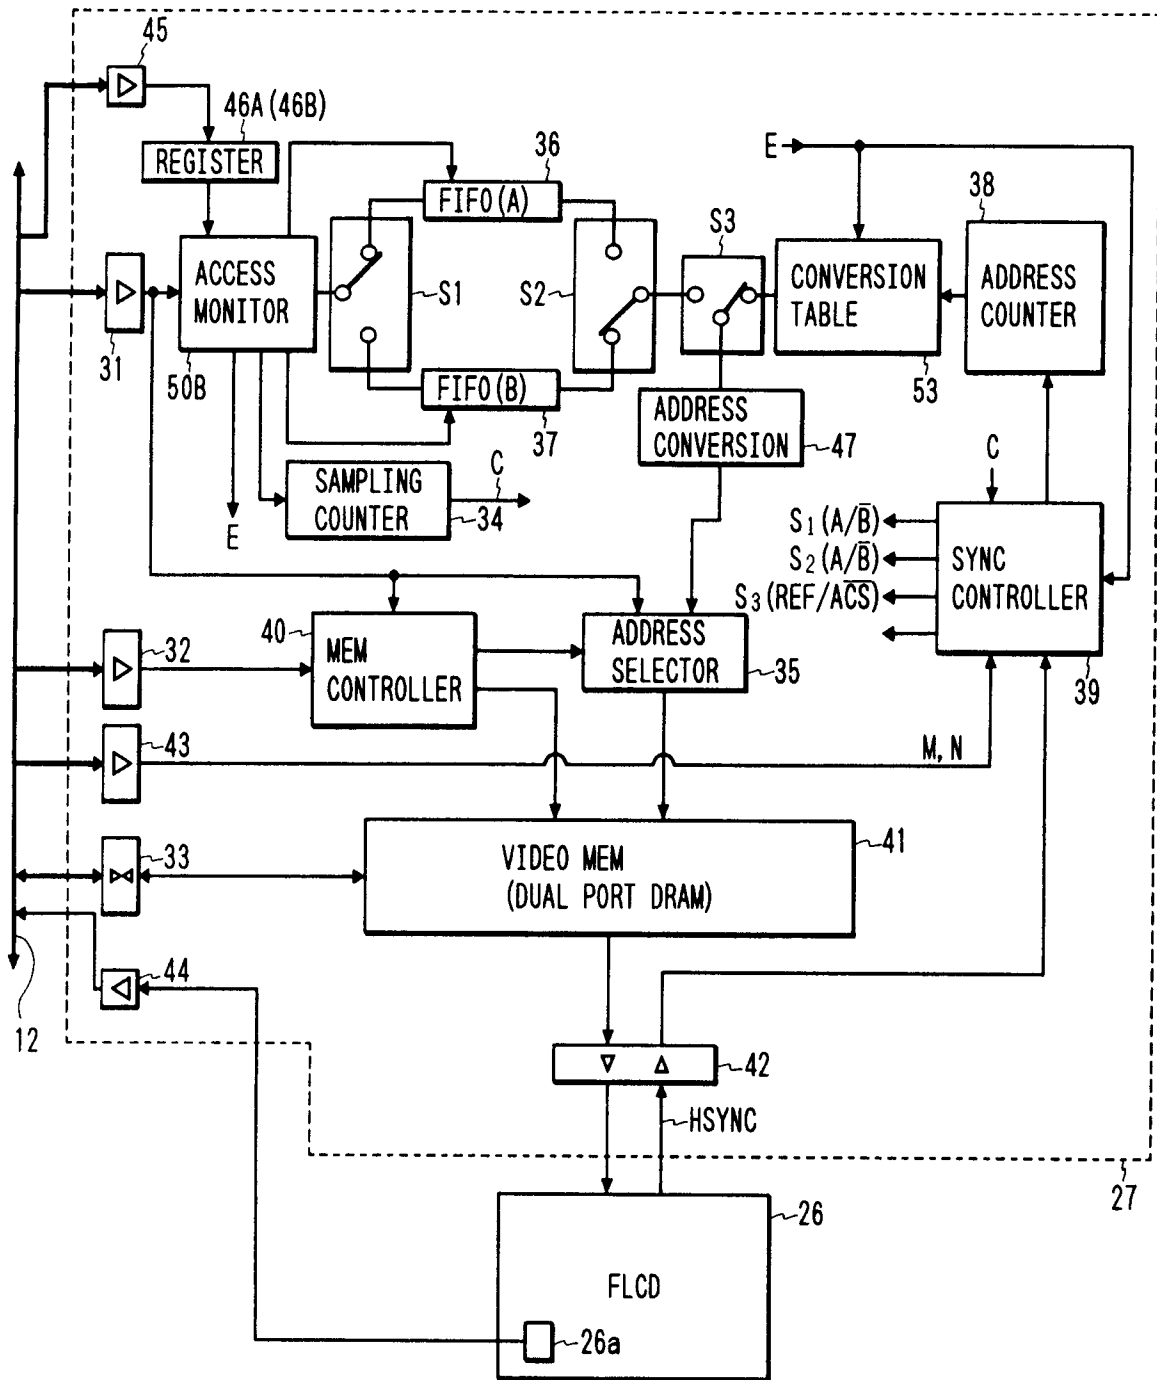 45
46A(46B)
REGISTER
36
FIFO(A)
E
38
S3
ACCESS
MONITOR
S1
S2
CONVERSION
TABLE
ADDRESS
COUNTER
31
50B
FIFO(B)
37
53
ADDRESS
CONVERSION
47
SAMPLING
COUNTER
C
34
E
C
S1(A/B̅)
S2(A/B̅)
S3(REF/A̅C̅S̅)
SYNC
CONTROLLER
39
40
MEM
CONTROLLER
32
ADDRESS
SELECTOR
35
43
M, N
33
VIDEO MEM
(DUAL PORT DRAM)
41
44
12
42
HSYNC
27
26
FLCD
26a